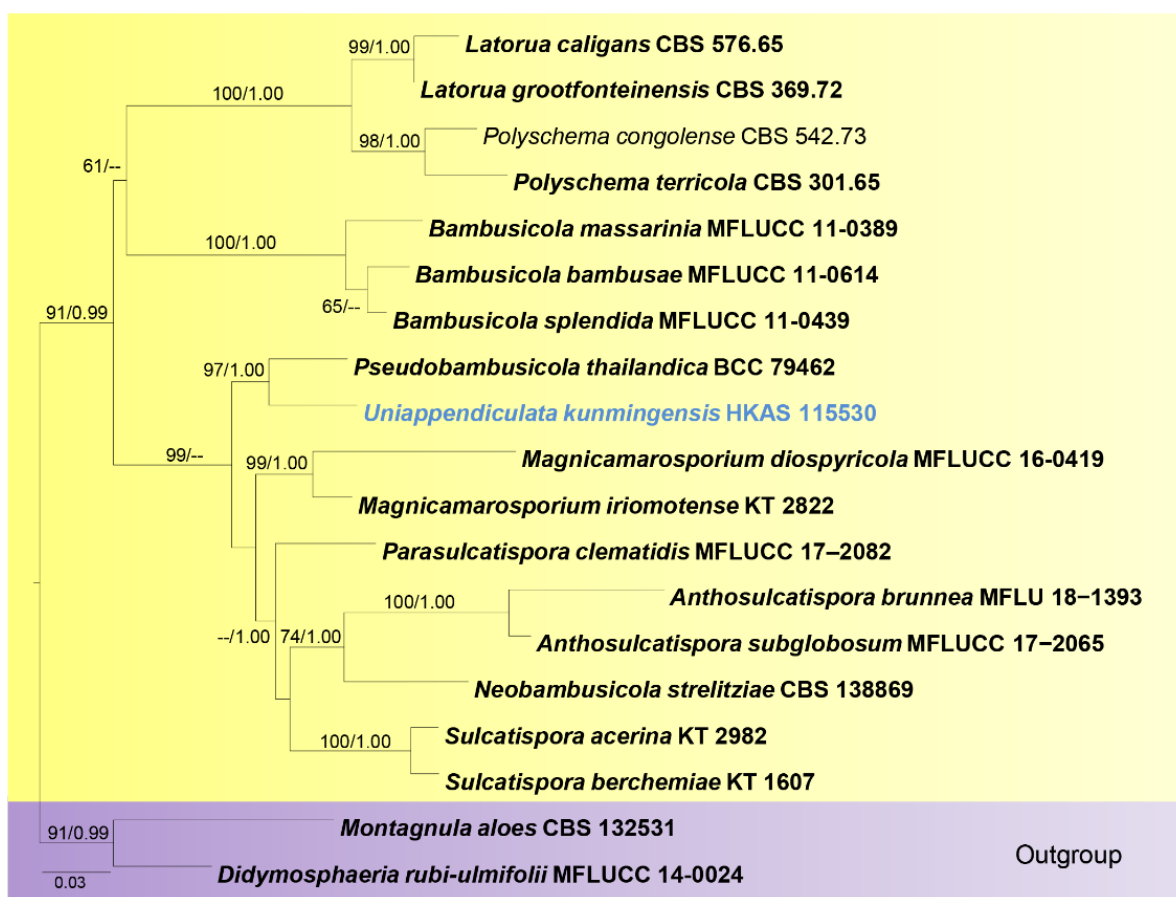 99/1.00
Latorua caligans CBS 576.65
Latorua grootfonteinensis CBS 369.72
100/1.00
Polyschema congolense CBS 542.73
98/1.00
61/--
Polyschema terricola CBS 301.65
Bambusicola massarinia MFLUCC 11-0389
100/1.00
Bambusicola bambusae MFLUCC 11-0614
65/--
91/0.99
Bambusicola splendida MFLUCC 11-0439
97/1.00
Pseudobambusicola thailandica BCC 79462
Uniappendiculata kunmingensis HKAS 115530
99/--
99/1.00
Magnicamarosporium diospyricola MFLUCC 16-0419
Magnicamarosporium iriomotense KT 2822
Parasulcatispora clematidis MFLUCC 17–2082
100/1.00
Anthosulcatispora brunnea MFLU 18−1393
--/1.00
74/1.00
Anthosulcatispora subglobosum MFLUCC 17−2065
Neobambusicola strelitziae CBS 138869
100/1.00
Sulcatispora acerina KT 2982
Sulcatispora berchemiae KT 1607
91/0.99
Montagnula aloes CBS 132531
Outgroup
0.03
Didymosphaeria rubi-ulmifolii MFLUCC 14-0024